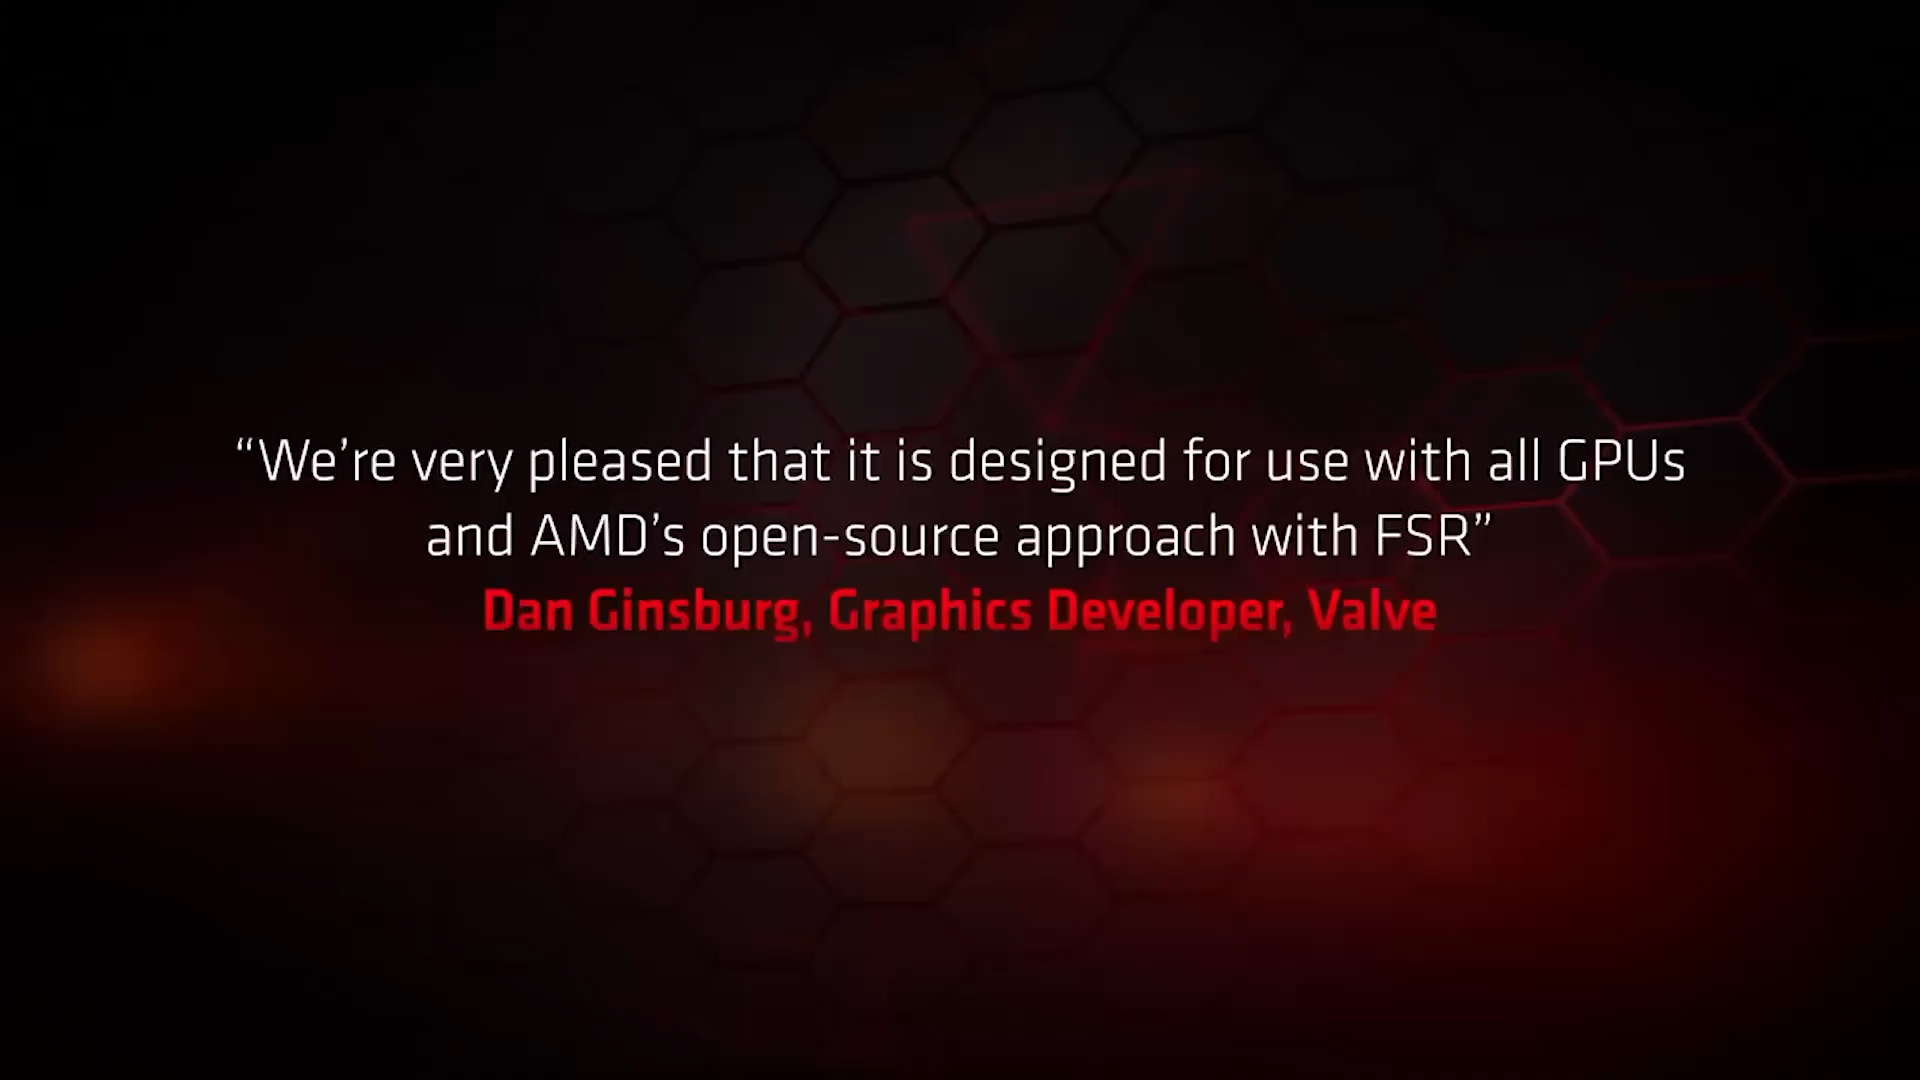 “We’re very pleased that it is designed for use with all GPUs
and AMD’s open-source approach with FSR”
Dan Ginsburg, Graphics Developer, Valve